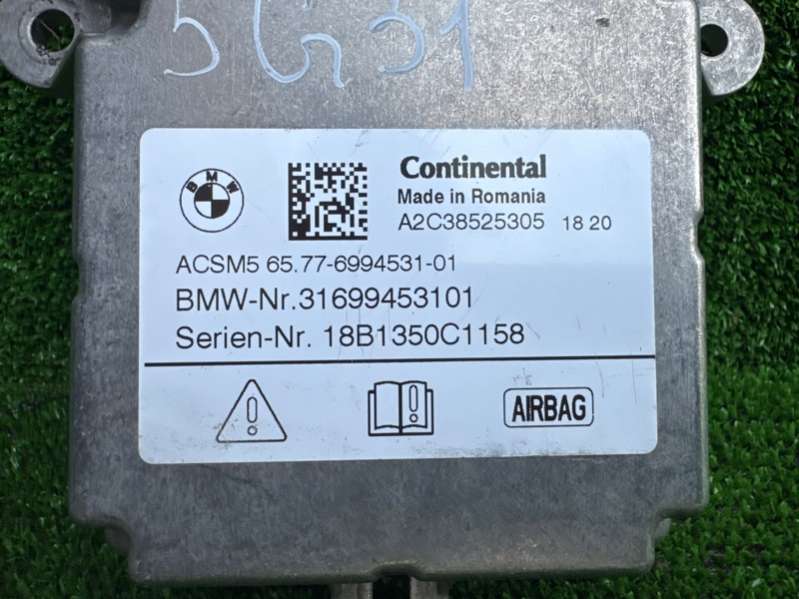 5G31
BMW
Continental
Made in Romania
A2C38525305 18 20
ACSM5 65.77-6994531-01
BMW-Nr.31699453101
Serien-Nr. 18B1350C1158
AIRBAG